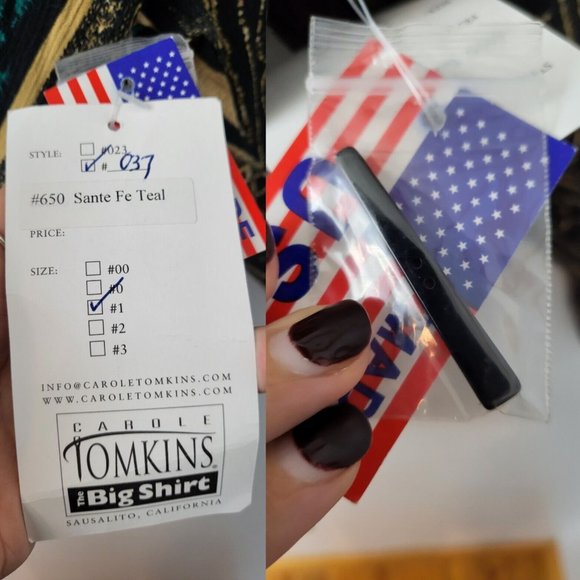 STYLE: #023
# 037
#650 Sante Fe Teal
PRICE:
SIZE: #00
#0
#1
#2
#3
INFO@CAROLETOMKINS.COM
WWW.CAROLETOMKINS.COM
CAROLE
TOMKINS
The Big Shirt
SAUSALITO, CALIFORNIA
MADE